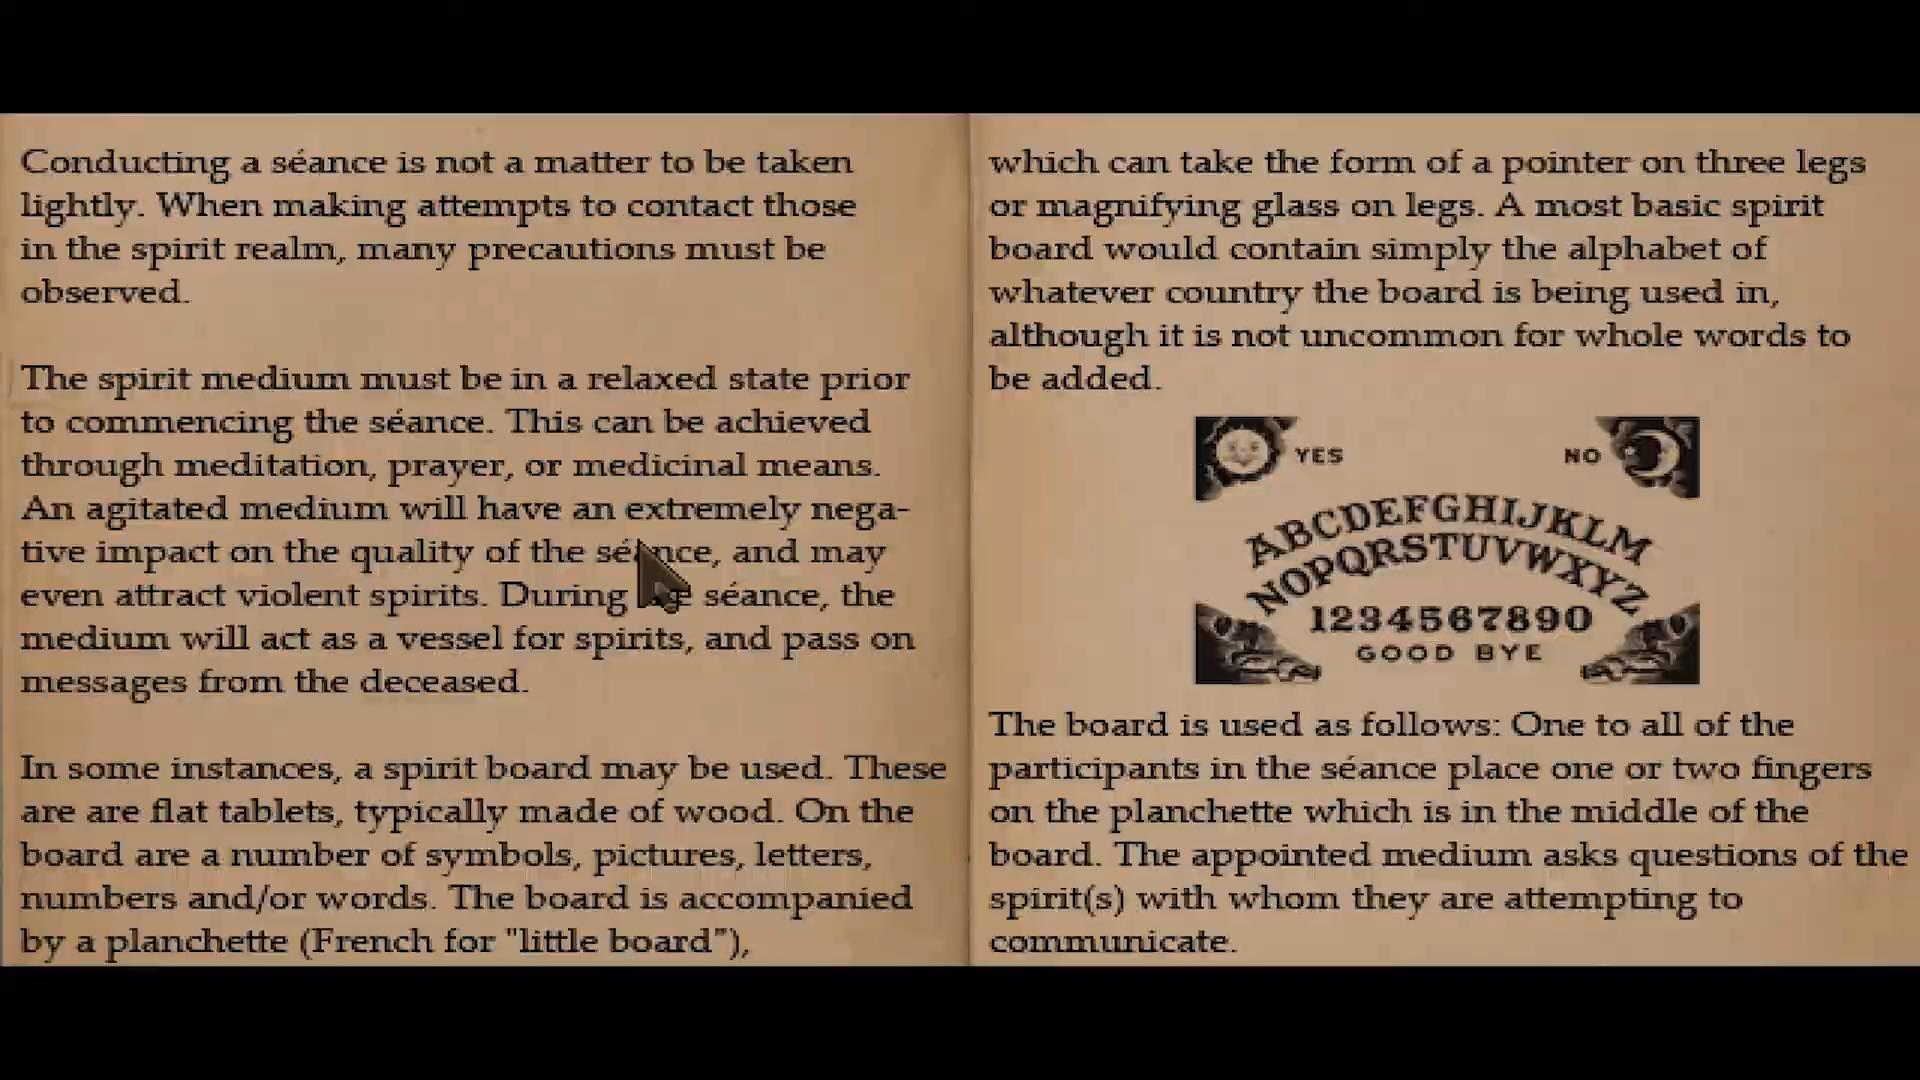 Conducting a séance is not a matter to be taken
lightly. When making attempts to contact those
in the spirit realm, many precautions must be
observed.
The spirit medium must be in a relaxed state prior
to commencing the séance. This can be achieved
through meditation, prayer, or medicinal means.
An agitated medium will have an extremely nega-
tive impact on the quality of the séance, and may
even attract violent spirits. During séance, the
medium will act as a vessel for spirits, and pass on
messages from the deceased.
In some instances, a spirit board may be used. These
are are flat tablets, typically made of wood. On the
board are a number of symbols, pictures, letters,
numbers and/or words. The board is accompanied
by a planchette (French for "little board"),
which can take the form of a pointer on three legs
or magnifying glass on legs. A most basic spirit
board would contain simply the alphabet of
whatever country the board is being used in,
although it is not uncommon for whole words to
be added.
YES NO
ABCDEFGHIJKLM
NOPQRSTUVWXYZ
1234567890
GOOD BYE
The board is used as follows: One to all of the
participants in the séance place one or two fingers
on the planchette which is in the middle of the
board. The appointed medium asks questions of the
spirit(s) with whom they are attempting to
communicate.